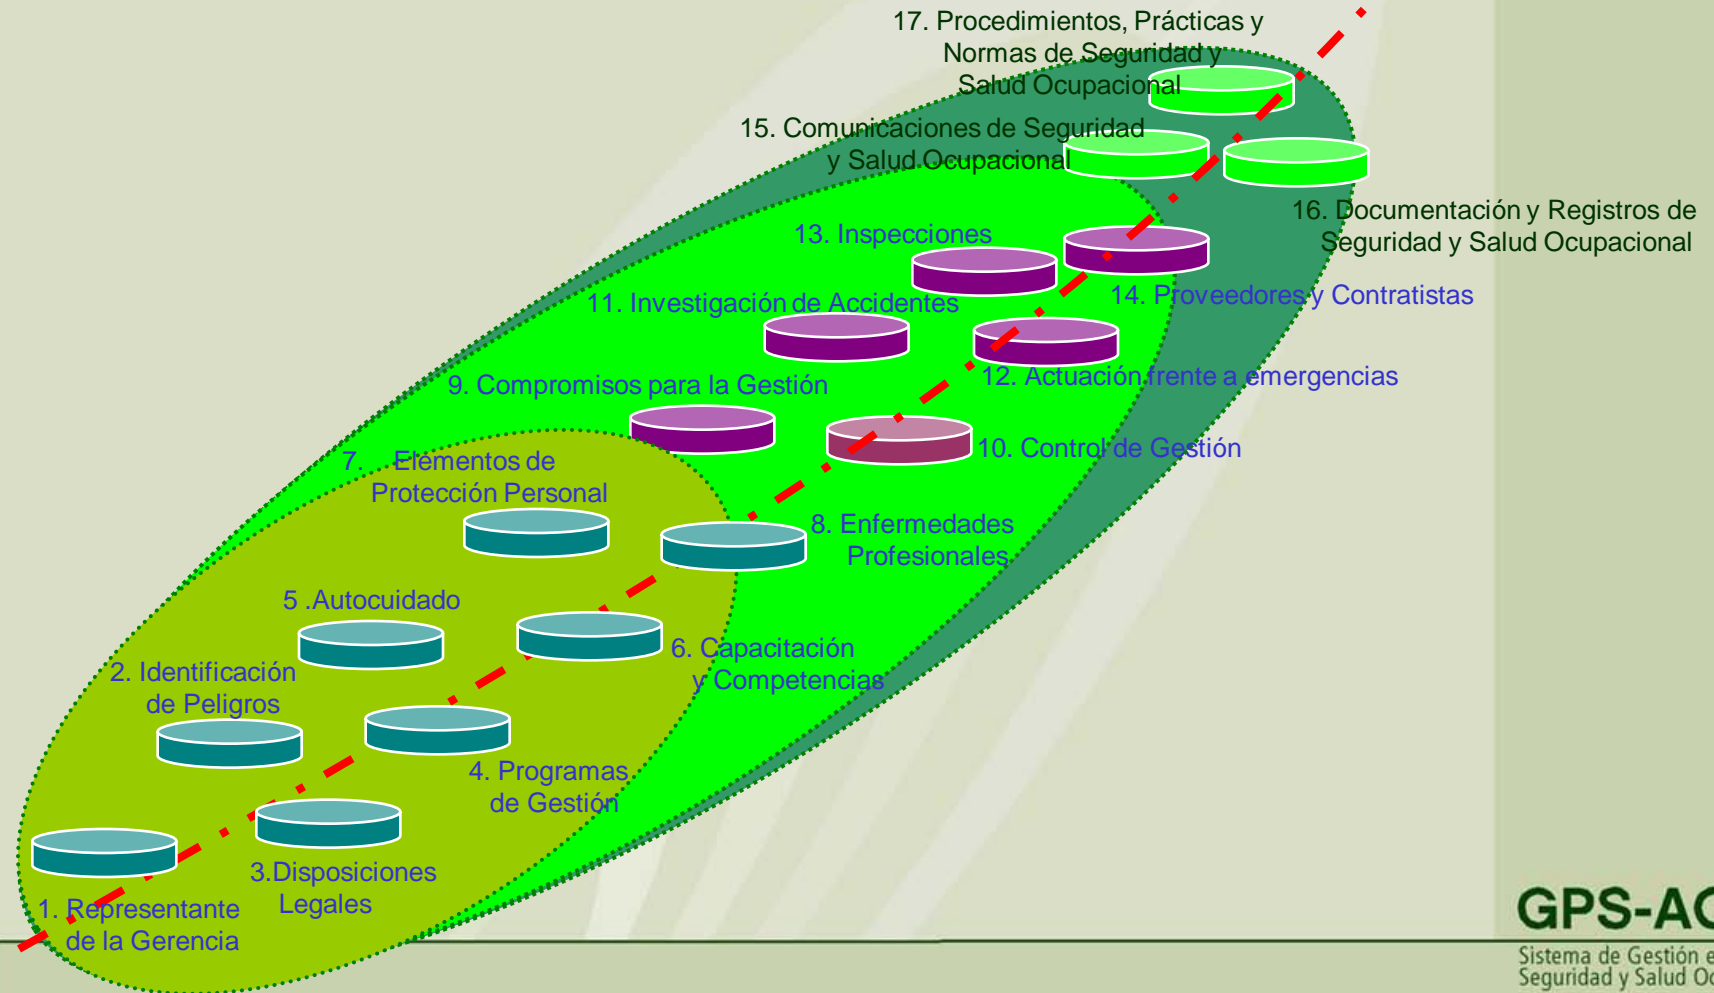 17. Procedimientos, Prácticas y
Normas de Seguridad y
Salud Ocupacional
15. Comunicaciones de Seguridad
y Salud Ocupacional
16. Documentación y Registros de
Seguridad y Salud Ocupacional
13. Inspecciones
14. Proveedores y Contratistas
11. Investigación de Accidentes
12. Actuación frente a emergencias
9. Compromisos para la Gestión
10. Control de Gestión
7. Elementos de
Protección Personal
8. Enfermedades
Profesionales
5 .Autocuidado
6. Capacitación
y Competencias
2. Identificación
de Peligros
4. Programas
de Gestión
3.Disposiciones
Legales
1. Representante
de la Gerencia
GPS-AC
Sistema de Gestión e
Seguridad y Salud Oc